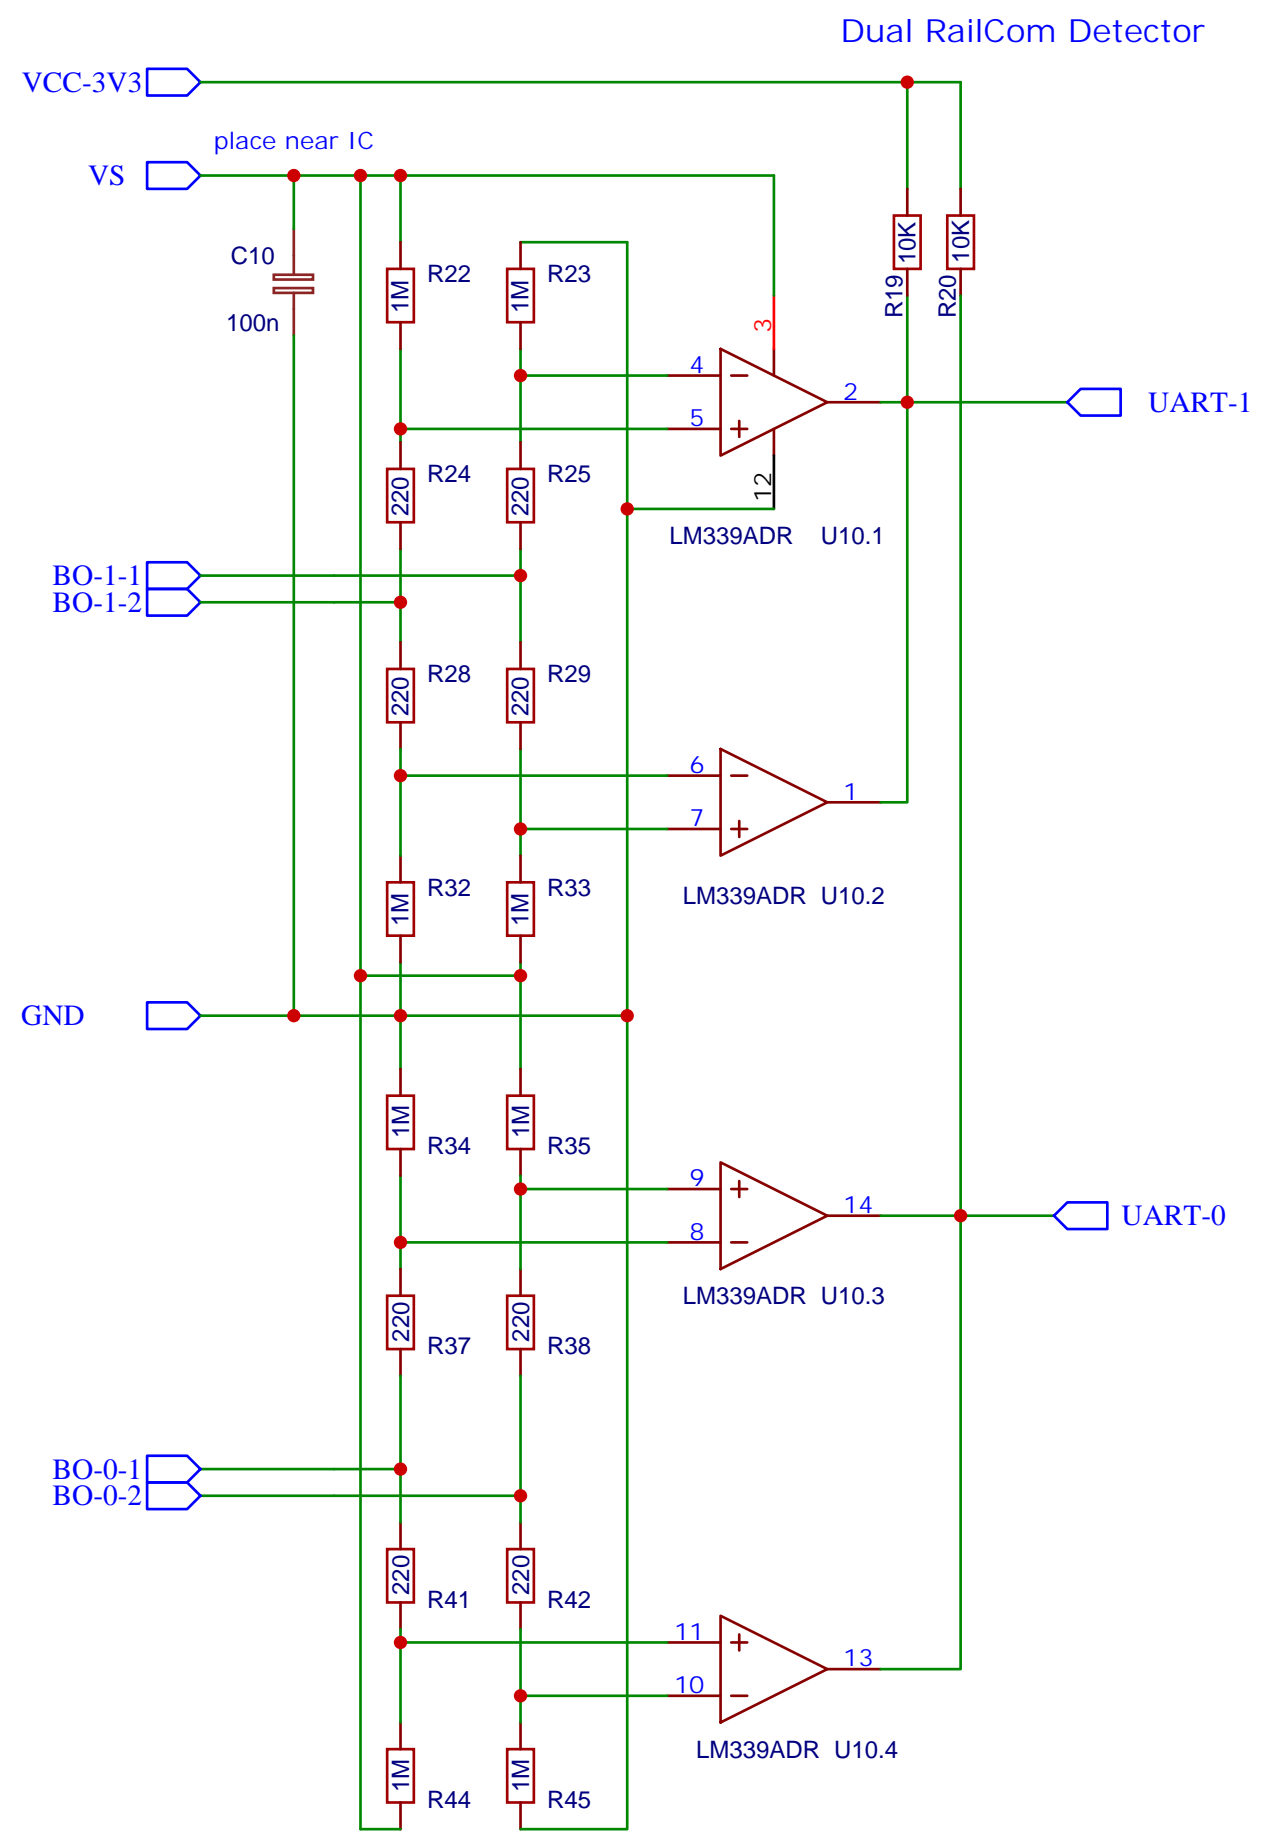 Dual RailCom Detector
VCC-3V3
place near IC
VS
10K
10K
C10
R22
R23
1M
1M
R19
R20
100n
3
4
2
UART-1
5
+
R24
R25
220
220
12
LM339ADR U10.1
BO-1-1
BO-1-2
R28
R29
220
220
6
1
7
+
R32
R33
1M
1M
LM339ADR U10.2
GND
1M
1M
R34
R35
9
+
14
UART-0
8
220
220
LM339ADR U10.3
R37
R38
BO-0-1
BO-0-2
220
220
R41
R42
11
+
13
10
1M
1M
LM339ADR U10.4
R44
R45